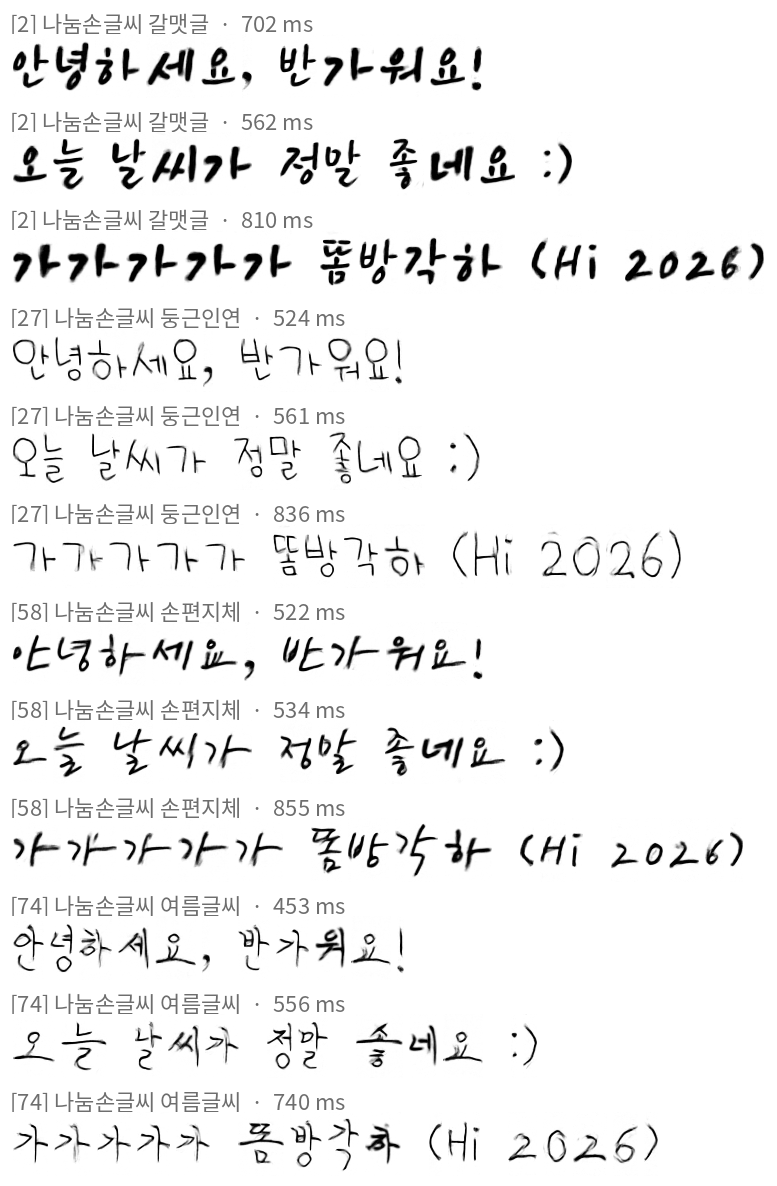 [2] 나눔손글씨 갈맷글 · 702 ms
안녕하세요, 반가워요!
[2] 나눔손글씨 갈맷글 · 562 ms
오늘 날씨가 정말 좋네요 :)
[2] 나눔손글씨 갈맷글 · 810 ms
가가가가가 똠방각하 (Hi 2026)
[27] 나눔손글씨 둥근인연 · 524 ms
안녕하세요, 반가워요!
[27] 나눔손글씨 둥근인연 · 561 ms
오늘 날씨가 정말 좋네요 :)
[27] 나눔손글씨 둥근인연 · 836 ms
가가가가가 똠방각하 (Hi 2026)
[58] 나눔손글씨 손편지체 · 522 ms
안녕하세요, 반가워요!
[58] 나눔손글씨 손편지체 · 534 ms
오늘 날씨가 정말 좋네요 :)
[58] 나눔손글씨 손편지체 · 855 ms
가가가가가 똠방각하 (Hi 2026)
[74] 나눔손글씨 여름글씨 · 453 ms
안녕하세요, 반가워요!
[74] 나눔손글씨 여름글씨 · 556 ms
오늘 날씨가 정말 좋네요 :)
[74] 나눔손글씨 여름글씨 · 740 ms
가가가가가 똠방각하 (Hi 2026)